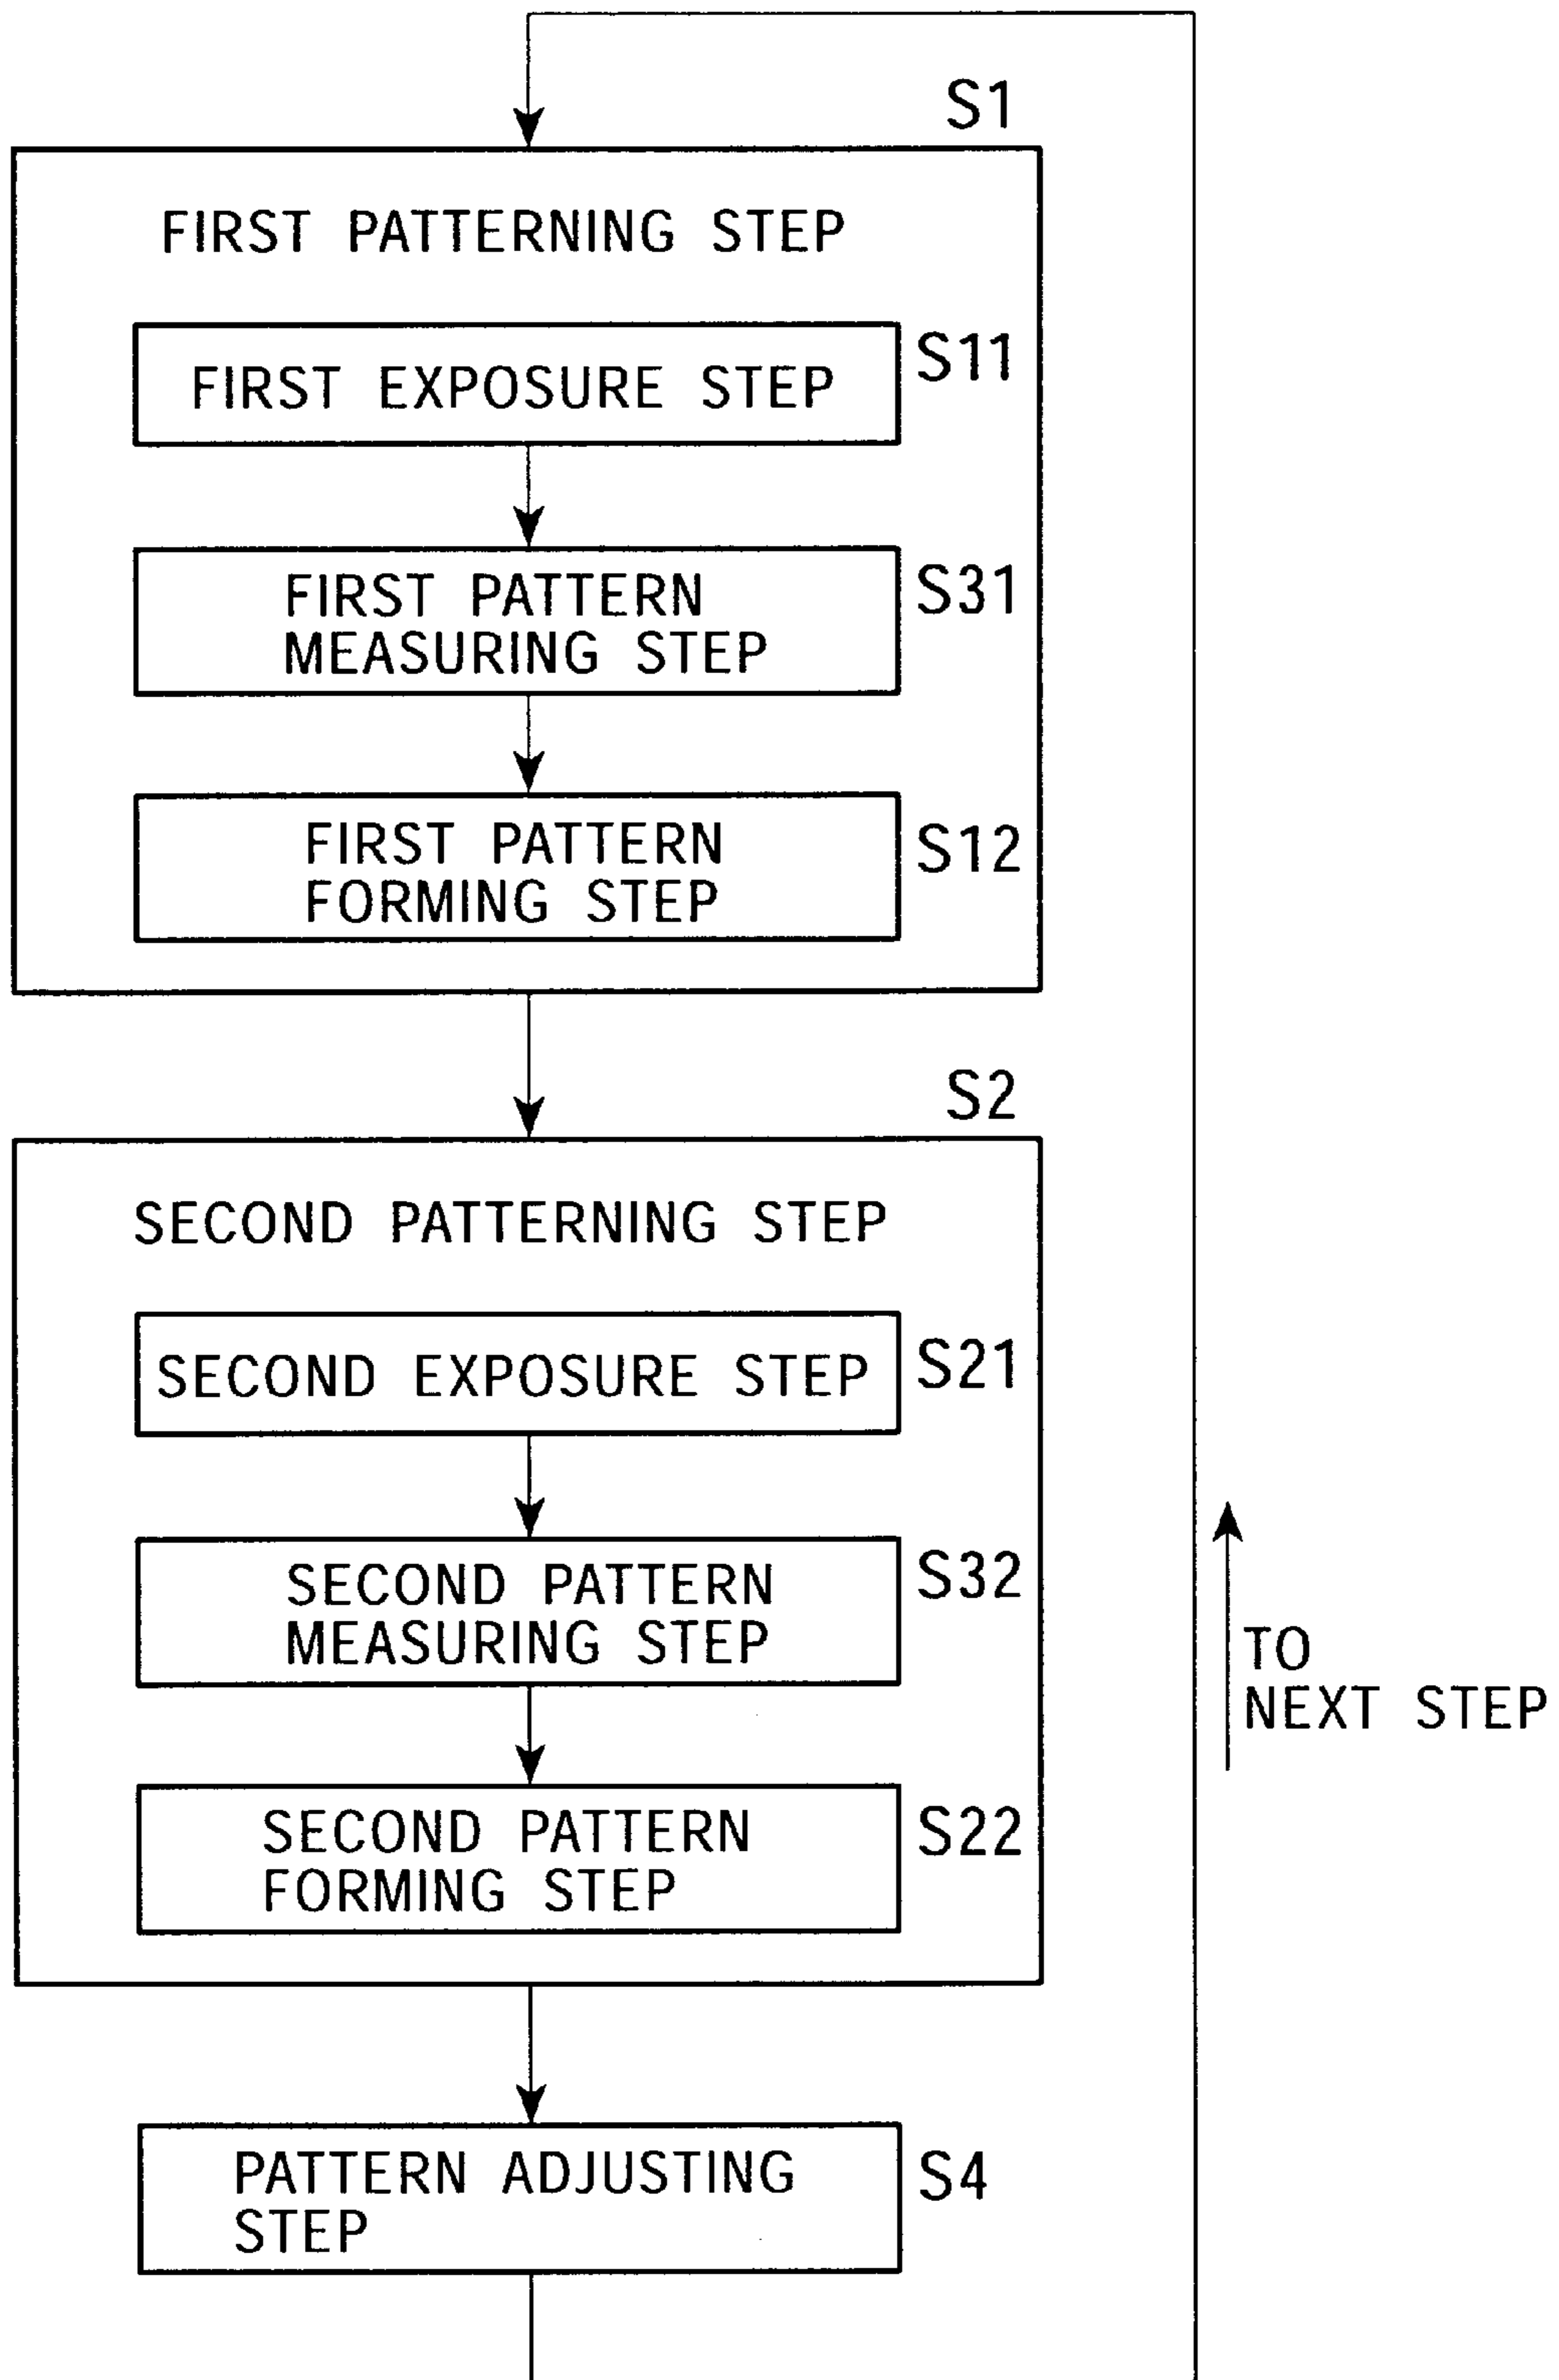 S1
FIRST PATTERNING STEP
FIRST EXPOSURE STEP
S11
FIRST PATTERN
MEASURING STEP
S31
FIRST PATTERN
FORMING STEP
S12
S2
SECOND PATTERNING STEP
SECOND EXPOSURE STEP
S21
SECOND PATTERN
MEASURING STEP
S32
SECOND PATTERN
FORMING STEP
S22
TO
NEXT STEP
PATTERN ADJUSTING
STEP
S4